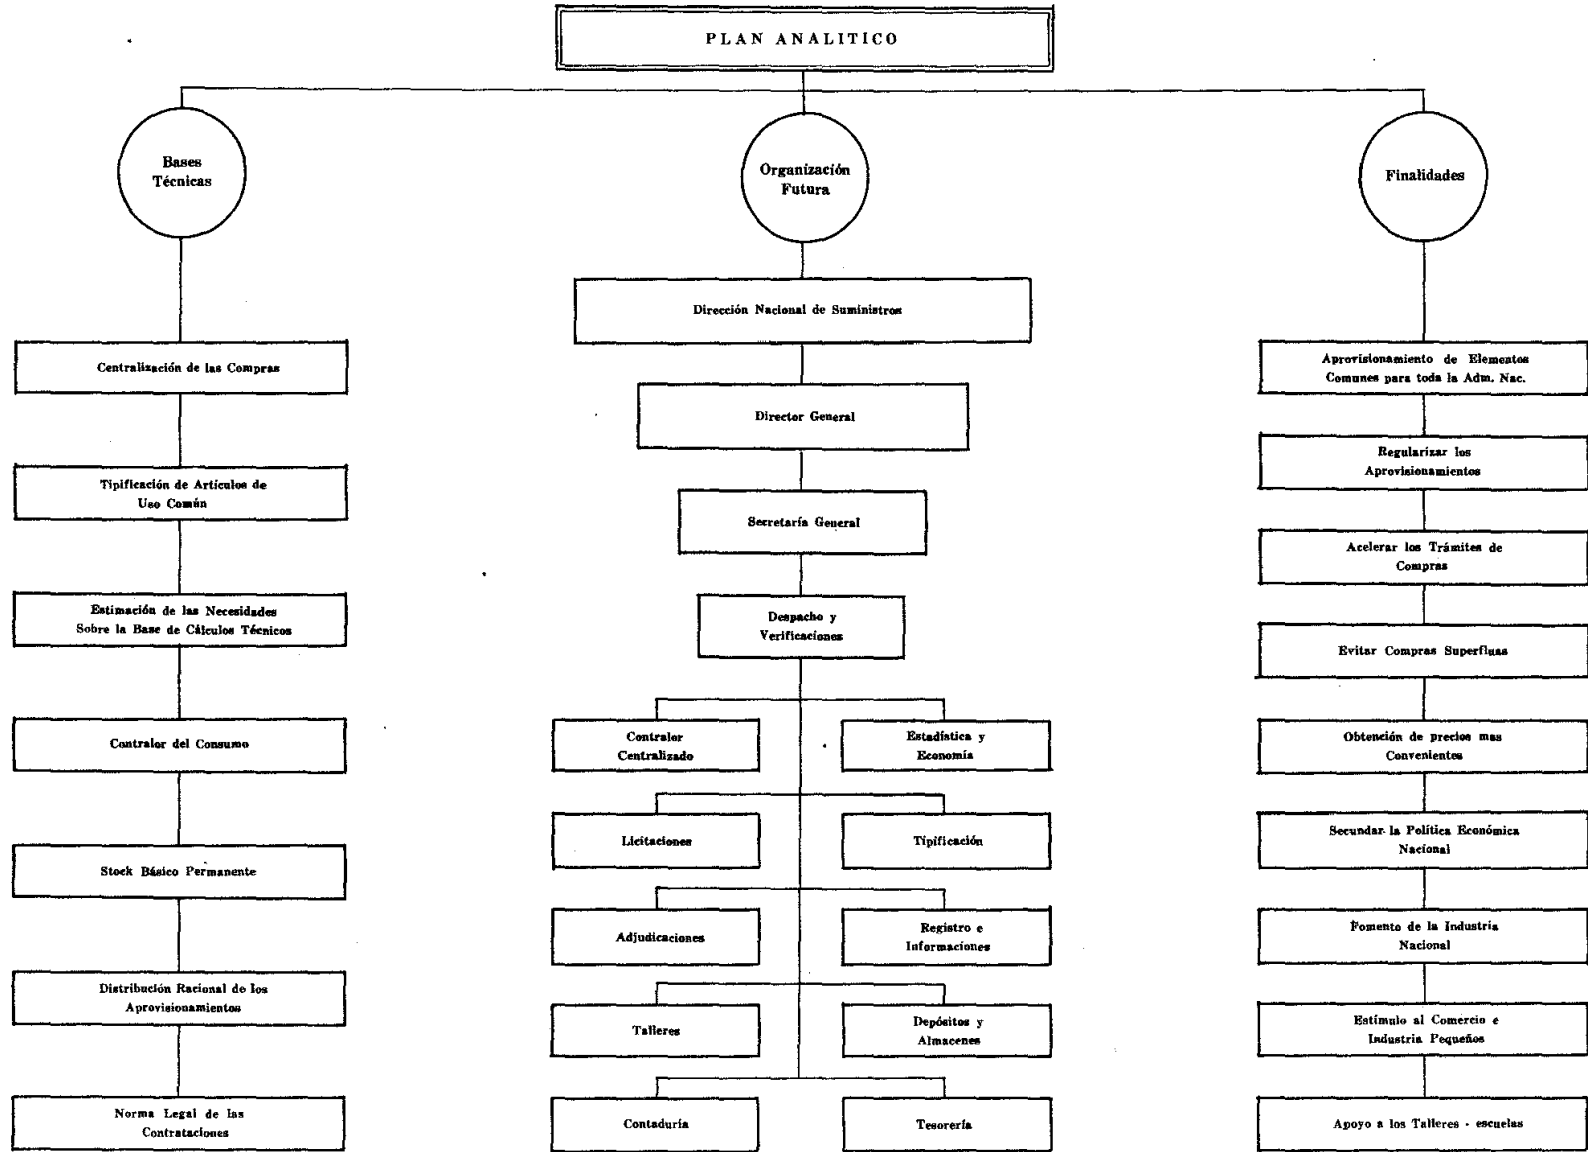 PLAN ANALITICO
Bases
Técnicas
Centralización de las Compras
Tipificación de Artículos de
Uso Común
Estimación de las Necesidades
Sobre la Base de Cálculos Técnicos
Contralor del Consumo
Stock Básico Permanente
Distribución Racional de los
Aprovisionamientos
Norma Legal de las
Contrataciones
Organización
Futura
Dirección Nacional de Suministros
Director General
Secretaría General
Despacho y
Verificaciones
Contralor
Centralizado
Estadística y
Economía
Licitaciones
Tipificación
Adjudicaciones
Registro e
Informaciones
Talleres
Depósitos y
Almacenes
Contaduría
Tesorería
Finalidades
Aprovisionamiento de Elementos
Comunes para toda la Adm. Nac.
Regularizar los
Aprovisionamientos
Acelerar los Trámites de
Compras
Evitar Compras Superfluas
Obtención de precios mas
Convenientes
Secundar la Política Económica
Nacional
Fomento de la Industria
Nacional
Estímulo al Comercio e
Industria Pequeños
Apoyo a los Talleres - escuelas